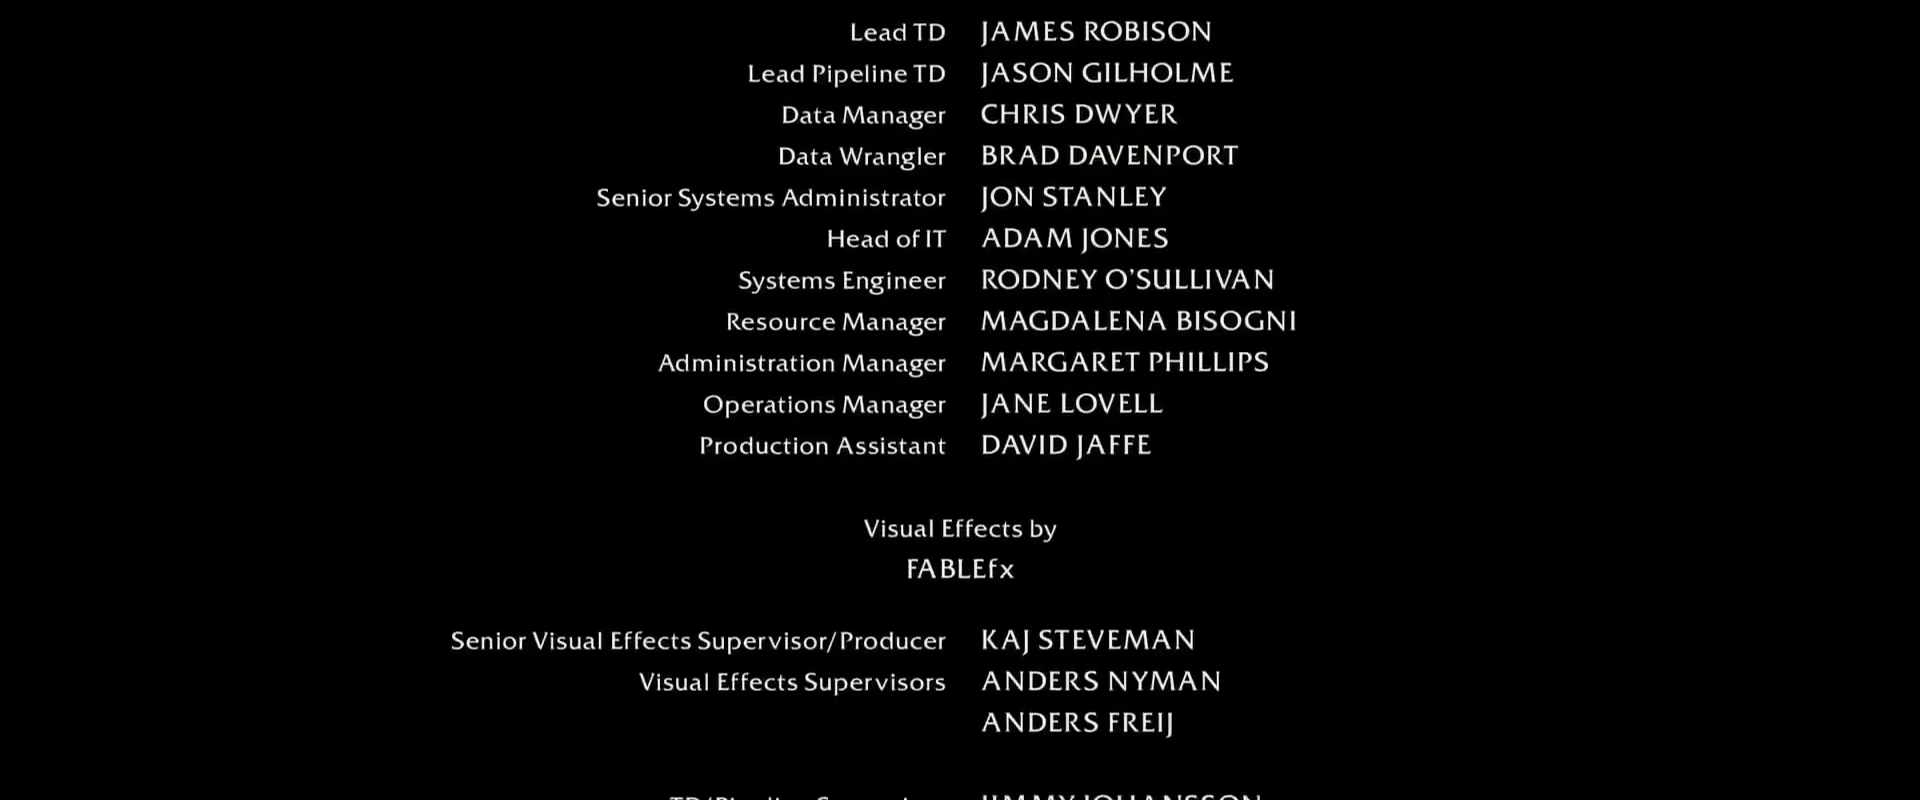 Lead TD JAMES ROBISON
Lead Pipeline TD JASON GILHOLME
Data Manager CHRIS DWYER
Data Wrangler BRAD DAVENPORT
Senior Systems Administrator JON STANLEY
Head of IT ADAM JONES
Systems Engineer RODNEY O'SULLIVAN
Resource Manager MAGDALENA BISOGNI
Administration Manager MARGARET PHILLIPS
Operations Manager JANE LOVELL
Production Assistant DAVID JAFFE
Visual Effects by
FABLEfx
Senior Visual Effects Supervisor/Producer KAJ STEVEMAN
Visual Effects Supervisors ANDERS NYMAN
ANDERS FREIJ
JIMMY JOHANSSON